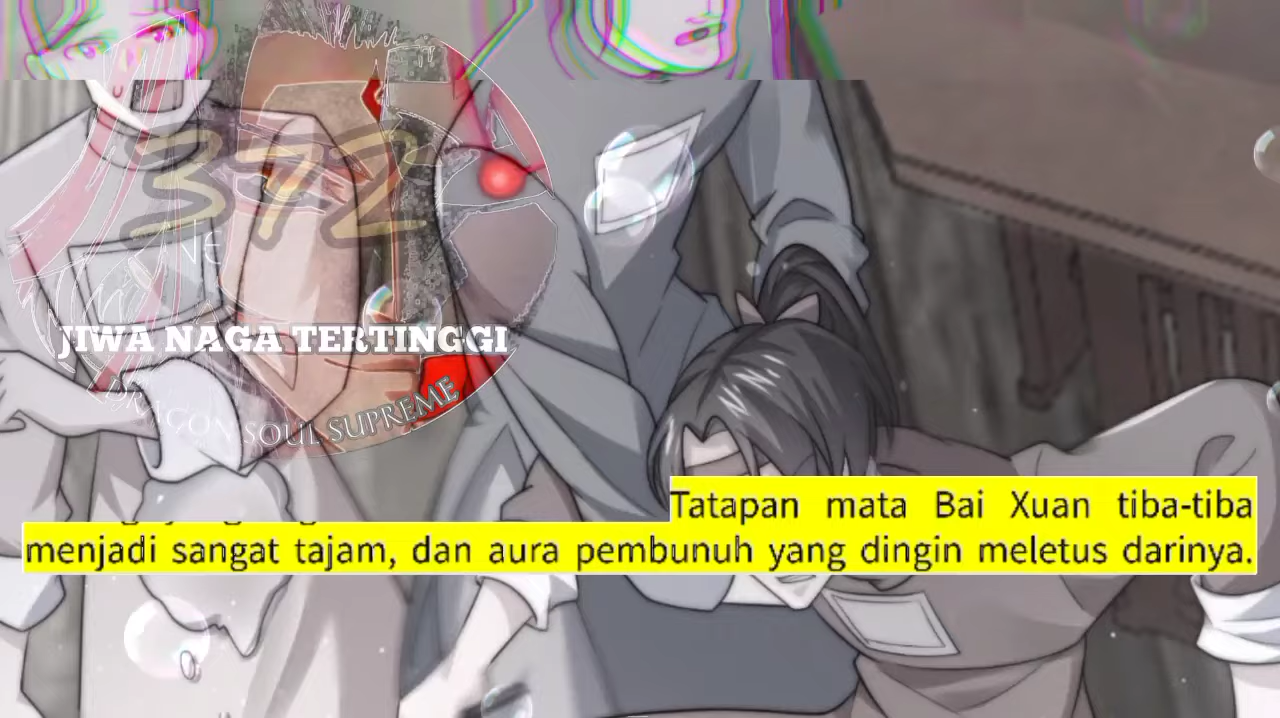 372
JIWA NAGA TERTINGGI
DRAGON SOUL SUPREME
Tatapan mata Bai Xuan tiba-tiba
menjadi sangat tajam, dan aura pembunuh yang dingin meletus darinya.